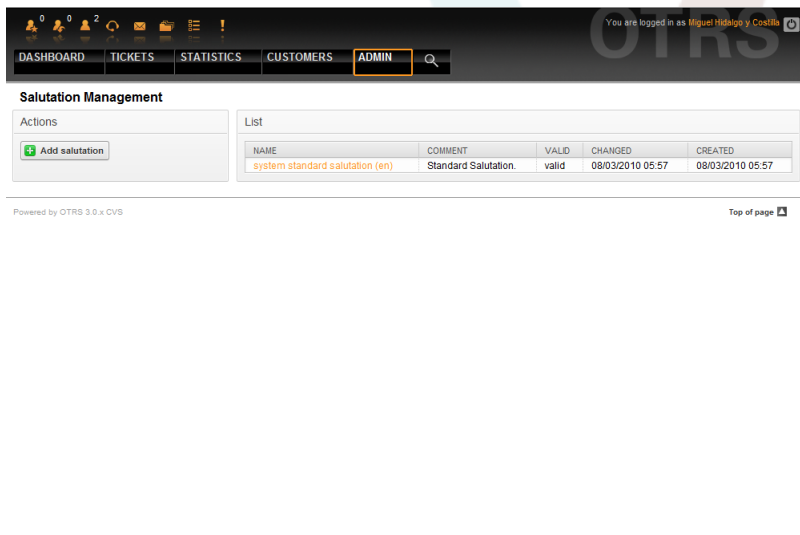 0 0 2
You are logged in as Miguel Hidalgo y Costilla
OTRS
DASHBOARD TICKETS STATISTICS CUSTOMERS ADMIN
Salutation Management
Actions
Add salutation
List
NAME COMMENT VALID CHANGED CREATED
system standard salutation (en) Standard Salutation. valid 08/03/2010 05:57 08/03/2010 05:57
Powered by OTRS 3.0.x CVS
Top of page